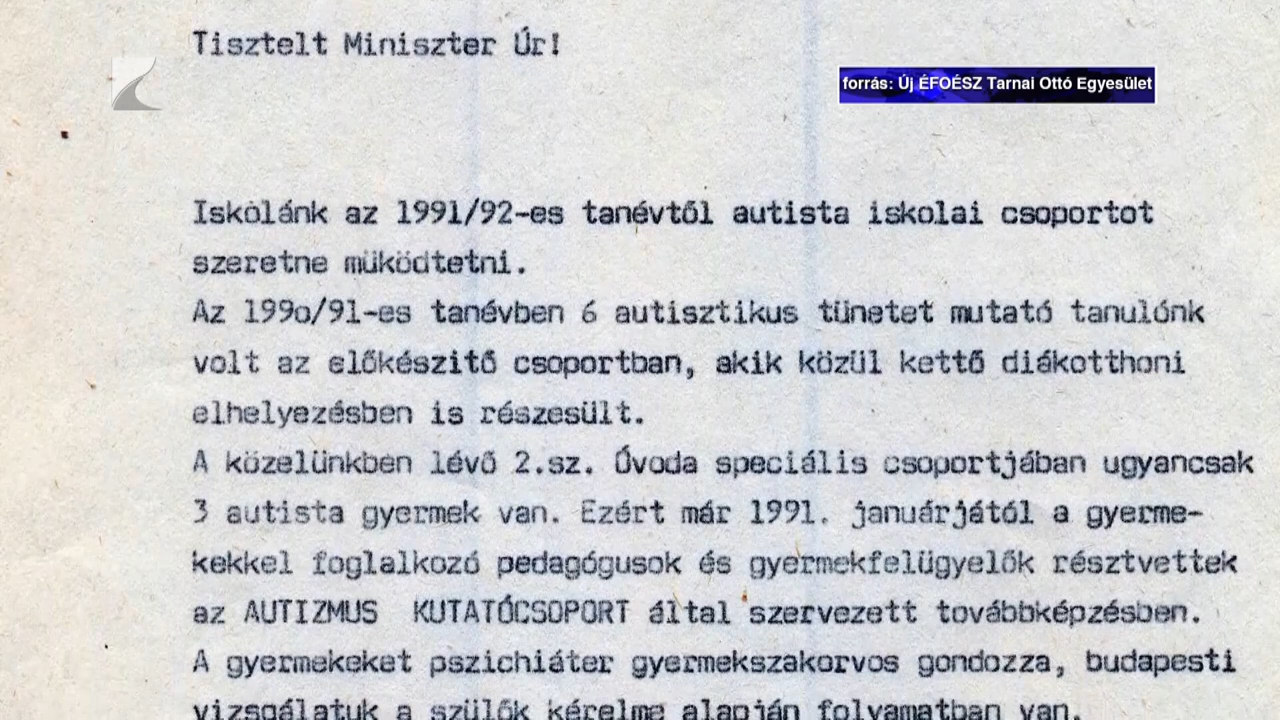 Tisztelt Miniszter Úr!
forrás: Új ÉFOÉSZ Tarnai Ottó Egyesület
Iskolánk az 1991/92-es tanévtől autista iskolai csoportot
szeretne müködtetni.
Az 199o/91-es tanévben 6 autisztikus tünetet mutató tanulónk
volt az előkészitő csoportban, akik közül kettő diákotthoni
elhelyezésben is részesült.
A közelünkben lévő 2.sz. Óvoda speciális csoportjában ugyancsak
3 autista gyermek van. Ezért már 1991. januárjától a gyerme-
kekkel foglalkozó pedagógusok és gyermekfelügyelők résztvettek
az AUTIZMUS KUTATÓCSOPORT által szervezett továbbképzésben.
A gyermekeket pszichiáter gyermekszakorvos gondozza, budapesti
vizsgálatuk a szülők kérelme alapján folyamatban van.